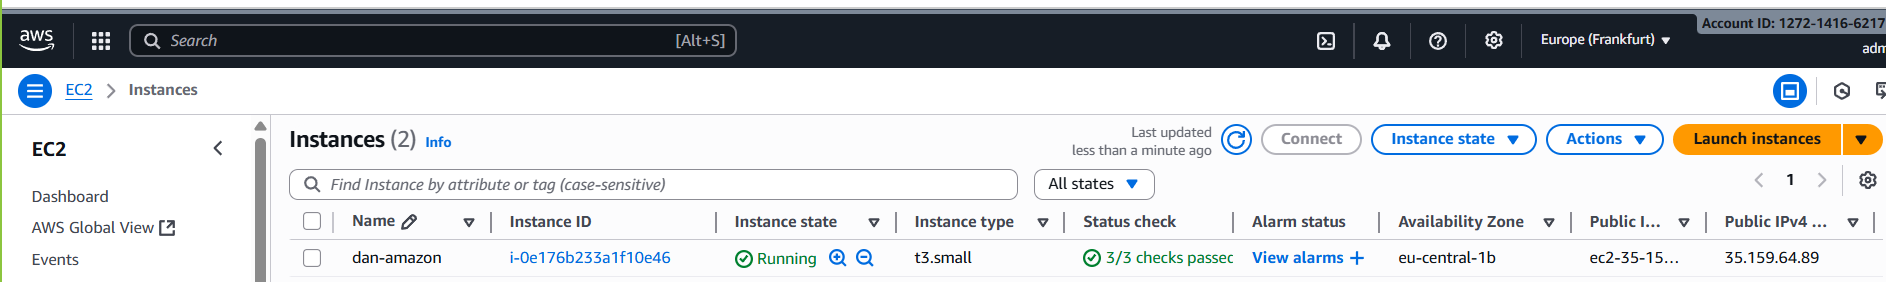 Account ID: 1272-1416-6217
aws
Search
[Alt+S]
Europe (Frankfurt)
adm
EC2
Instances
EC2
Dashboard
AWS Global View
Events
Instances (2) Info
Last updated
less than a minute ago
Connect
Instance state
Actions
Launch instances
Find Instance by attribute or tag (case-sensitive)
All states
1
Name Instance ID Instance state Instance type Status check Alarm status Availability Zone Public I... Public IPv4 ...
dan-amazon i-0e176b233a1f10e46 Running t3.small 3/3 checks passec View alarms + eu-central-1b ec2-35-15... 35.159.64.89